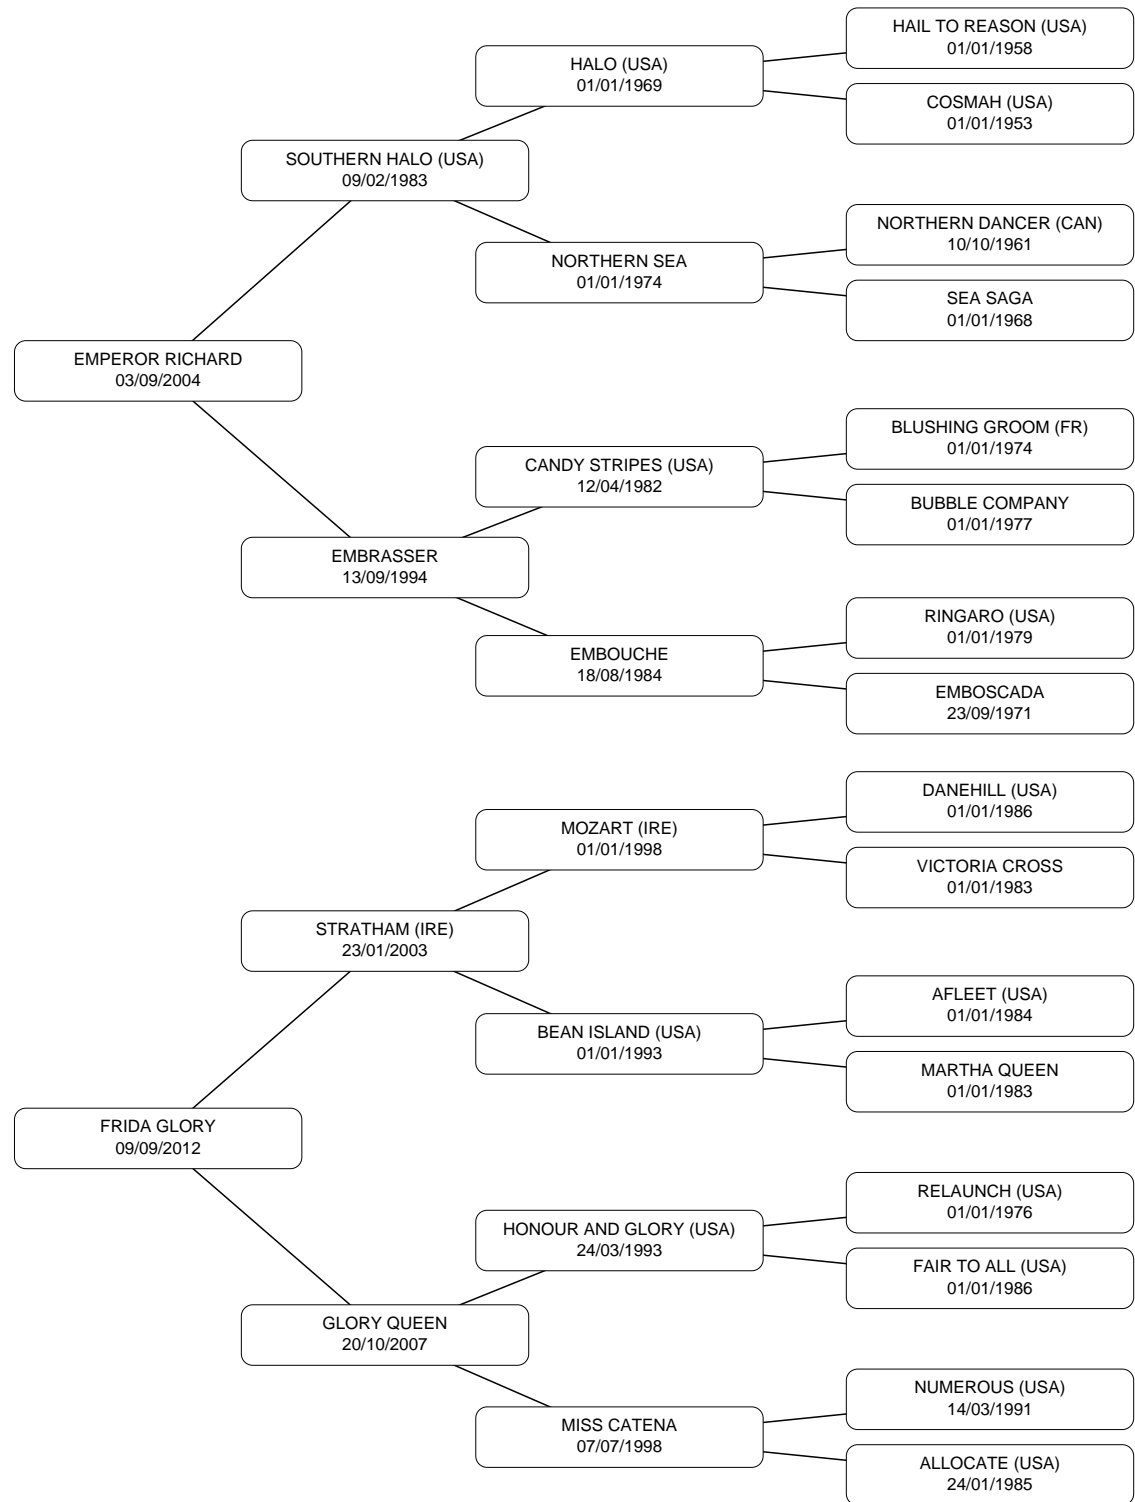 HAIL TO REASON (USA)
01/01/1958
HALO (USA)
01/01/1969
COSMAH (USA)
01/01/1953
SOUTHERN HALO (USA)
09/02/1983
NORTHERN DANCER (CAN)
10/10/1961
NORTHERN SEA
01/01/1974
SEA SAGA
01/01/1968
EMPEROR RICHARD
03/09/2004
BLUSHING GROOM (FR)
01/01/1974
CANDY STRIPES (USA)
12/04/1982
BUBBLE COMPANY
01/01/1977
EMBRASSER
13/09/1994
RINGARO (USA)
01/01/1979
EMBOUCHE
18/08/1984
EMBOSCADA
23/09/1971
DANEHILL (USA)
01/01/1986
MOZART (IRE)
01/01/1998
VICTORIA CROSS
01/01/1983
STRATHAM (IRE)
23/01/2003
AFLEET (USA)
01/01/1984
BEAN ISLAND (USA)
01/01/1993
MARTHA QUEEN
01/01/1983
FRIDA GLORY
09/09/2012
RELAUNCH (USA)
01/01/1976
HONOUR AND GLORY (USA)
24/03/1993
FAIR TO ALL (USA)
01/01/1986
GLORY QUEEN
20/10/2007
NUMEROUS (USA)
14/03/1991
MISS CATENA
07/07/1998
ALLOCATE (USA)
24/01/1985